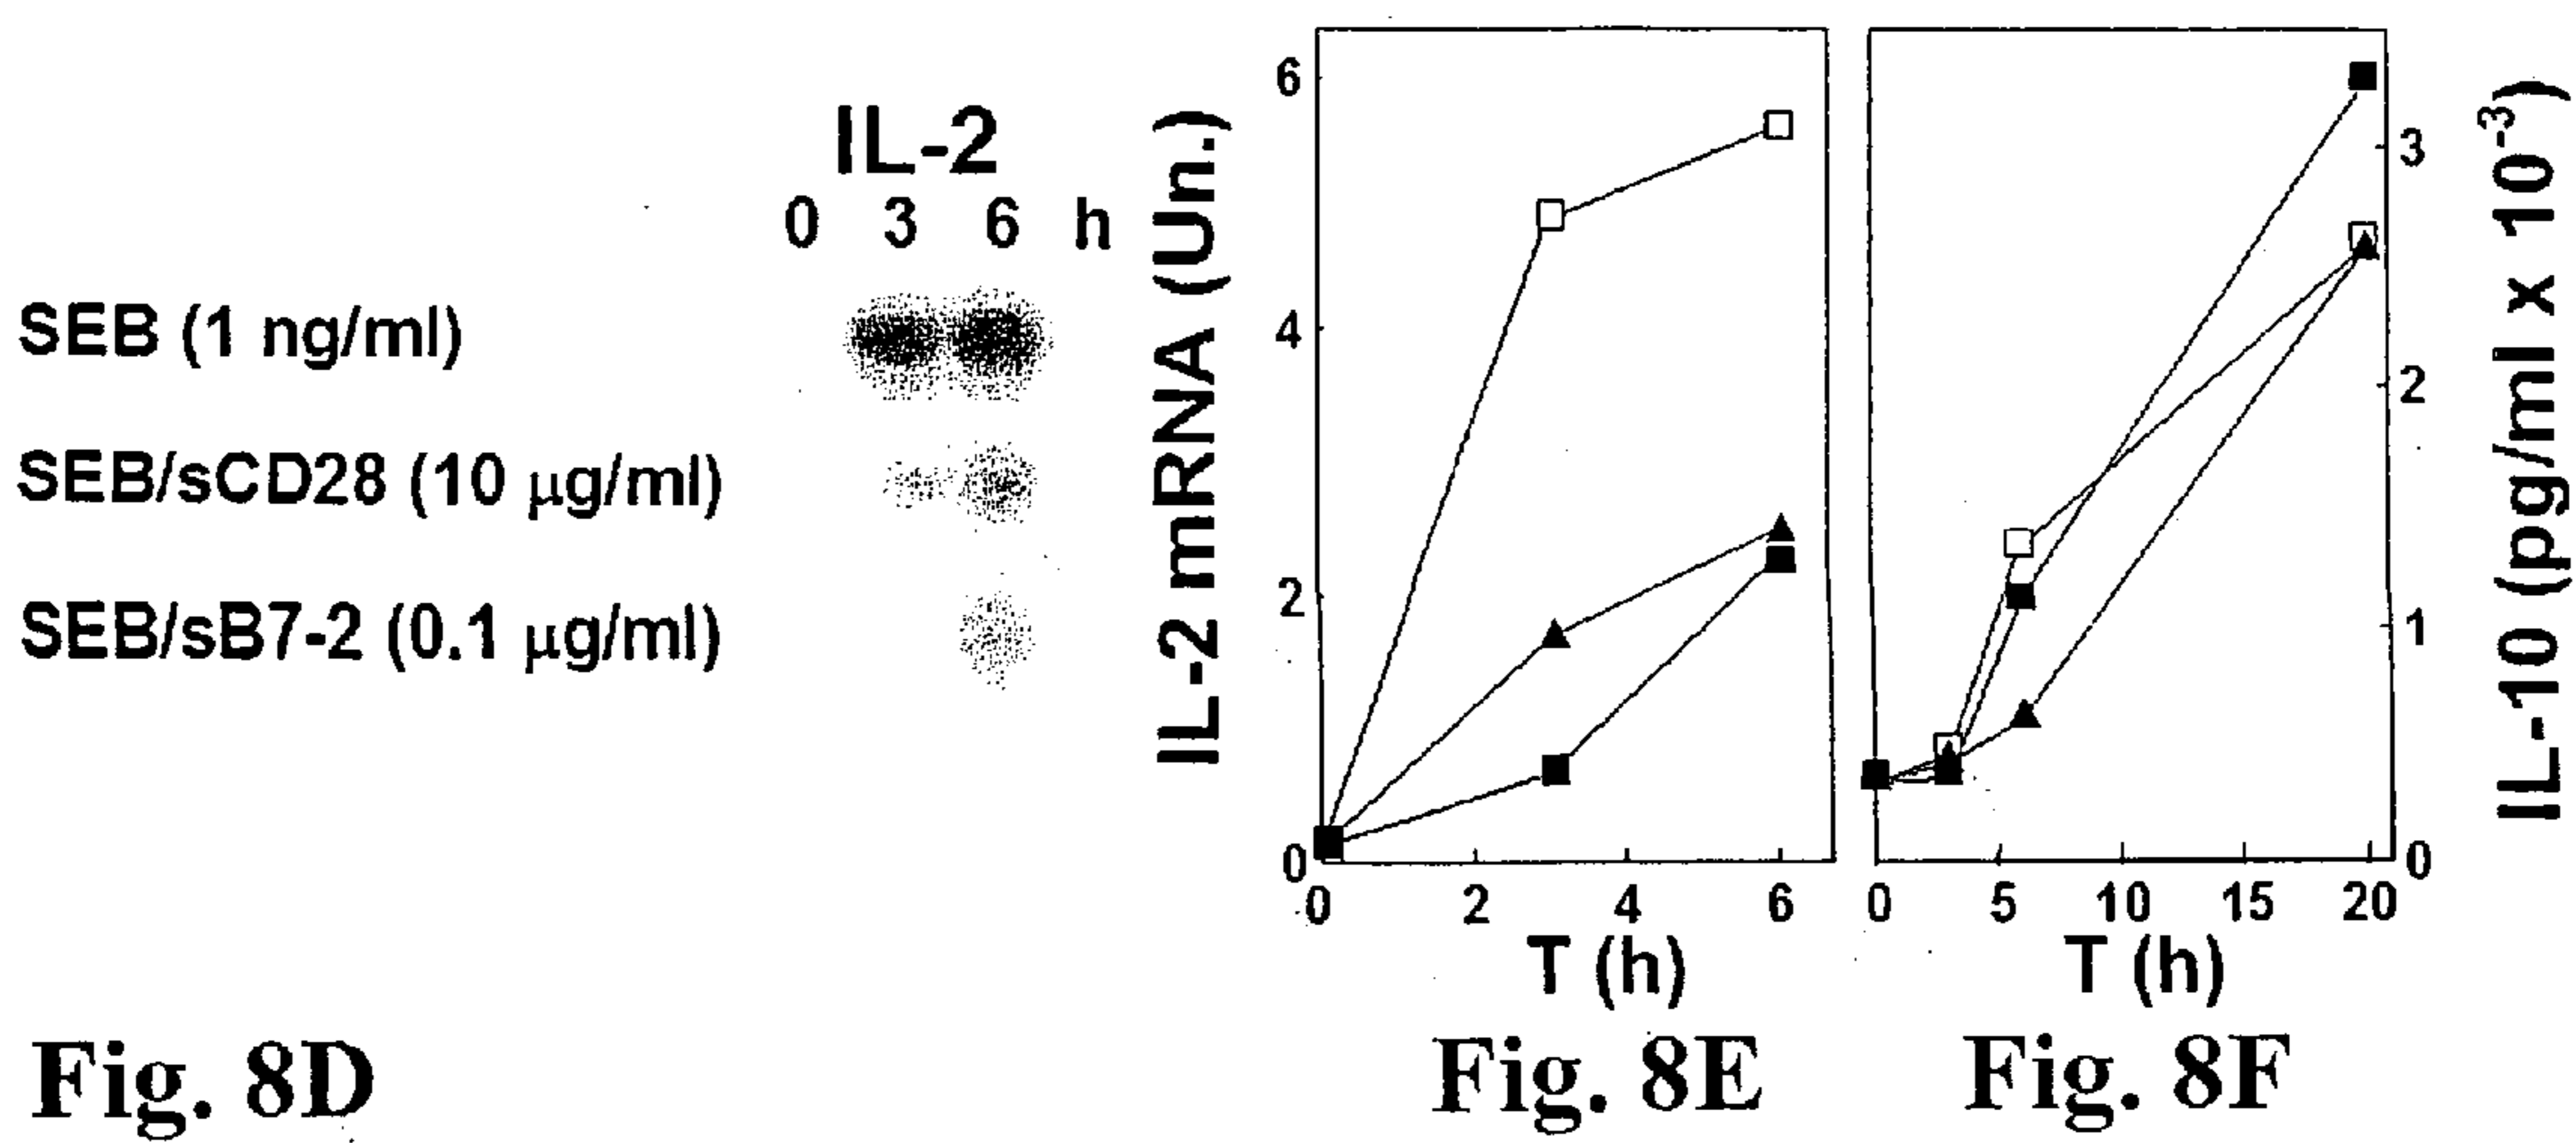 IL-2
0 3 6 h
SEB (1 ng/ml)
SEB/sCD28 (10 μg/ml)
SEB/sB7-2 (0.1 μg/ml)
Fig. 8D
IL-2 mRNA (Un.)
6
4
2
0
0 2 4 6
T (h)
Fig. 8E
3
2
1
0
IL-10 (pg/ml x 10⁻³)
0 5 10 15 20
T (h)
Fig. 8F